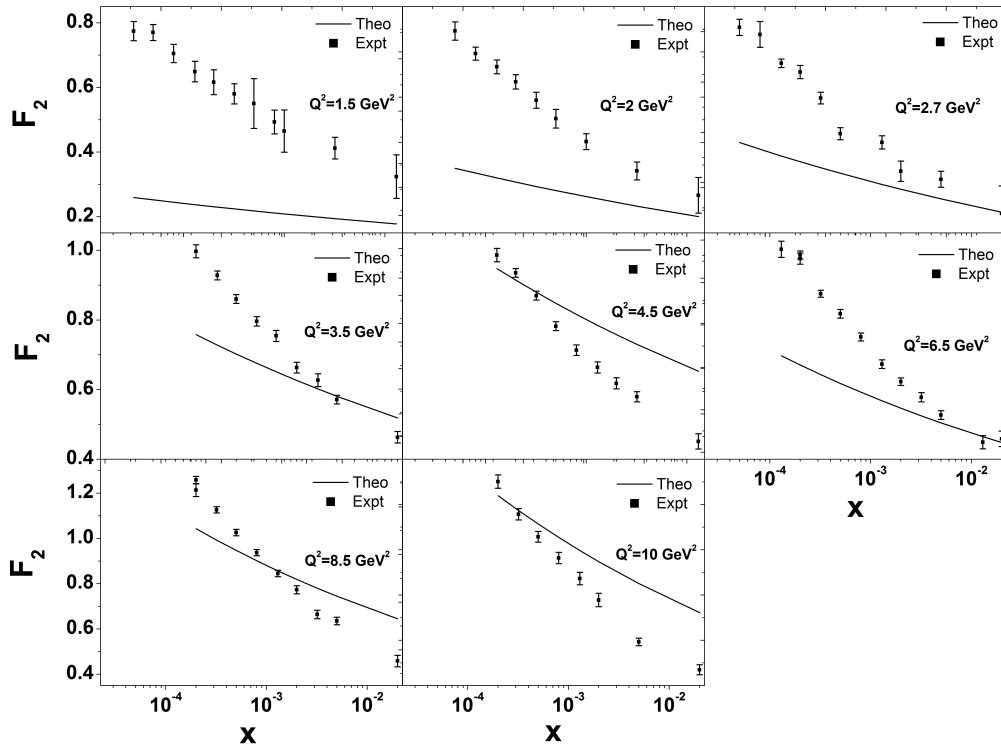 Theo
Expt
Q²=1.5 GeV²
Theo
Expt
Q²=2 GeV²
Theo
Expt
Q²=2.7 GeV²
0.8
0.6
0.4
0.2
F₂
Theo
Expt
Q²=3.5 GeV²
Theo
Expt
Q²=4.5 GeV²
Theo
Expt
Q²=6.5 GeV²
1.0
0.8
0.6
0.4
F₂
10⁻⁴
10⁻³
10⁻²
x
Theo
Expt
Q²=8.5 GeV²
Theo
Expt
Q²=10 GeV²
1.2
1.0
0.8
0.6
0.4
F₂
10⁻⁴
10⁻³
10⁻²
10⁻⁴
10⁻³
10⁻²
x
x